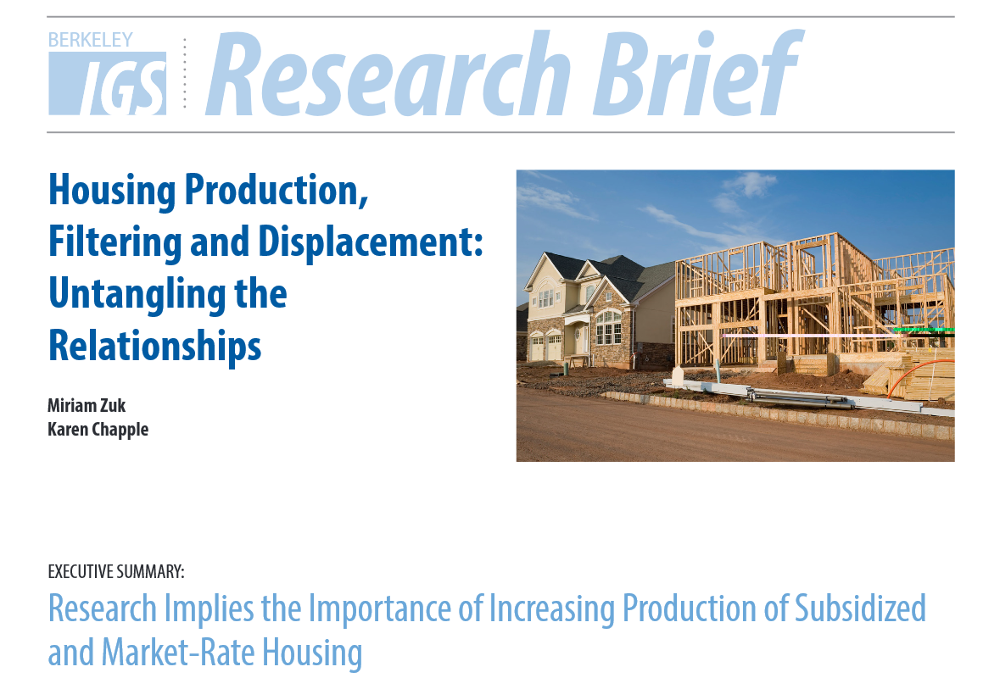 BERKELEY
IGS
Research Brief
Housing Production,
Filtering and Displacement:
Untangling the
Relationships
Miriam Zuk
Karen Chapple
EXECUTIVE SUMMARY:
Research Implies the Importance of Increasing Production of Subsidized
and Market-Rate Housing